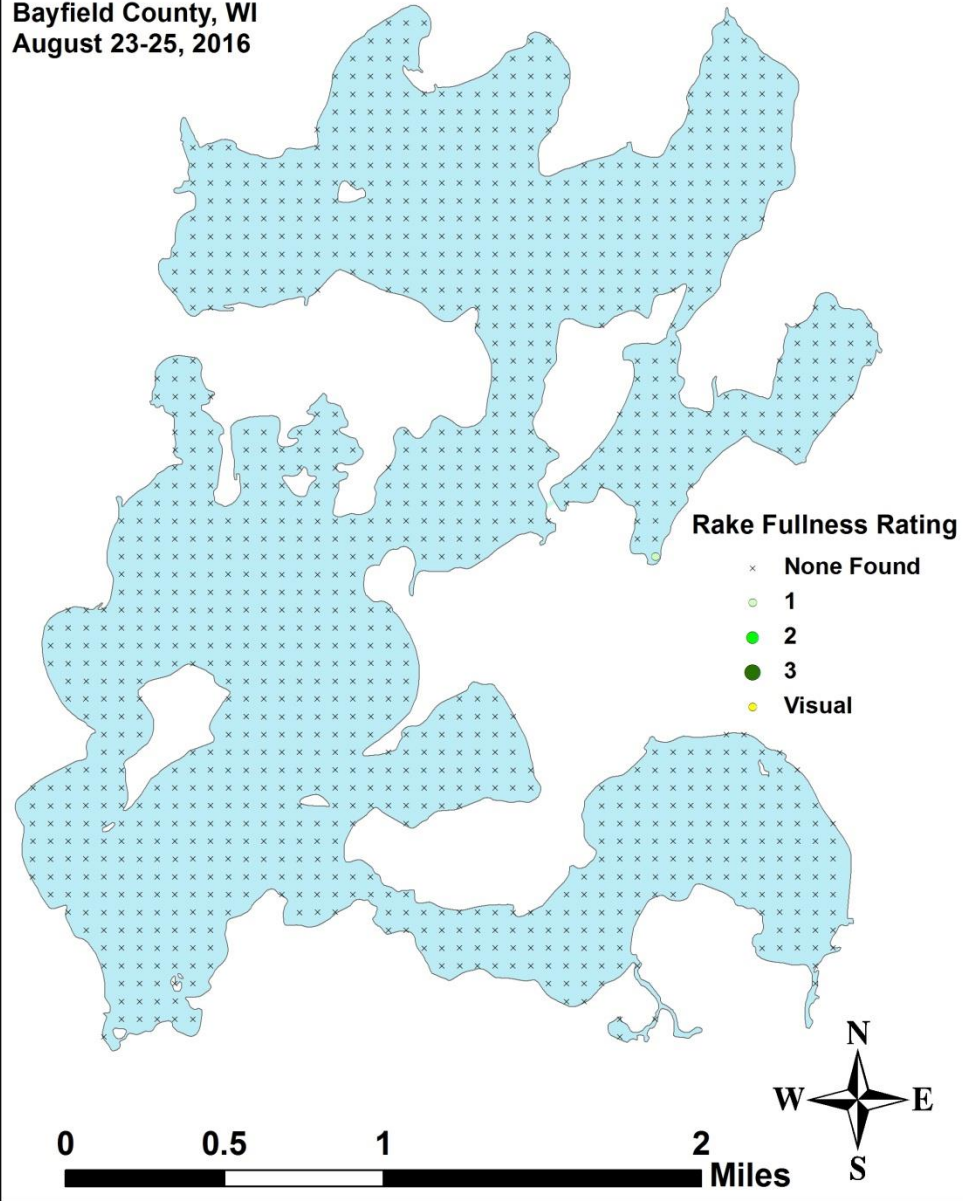 Bayfield County, WI
August 23-25, 2016
Rake Fullness Rating
None Found
1
2
3
Visual
N
W E
S
0 0.5 1 2
Miles